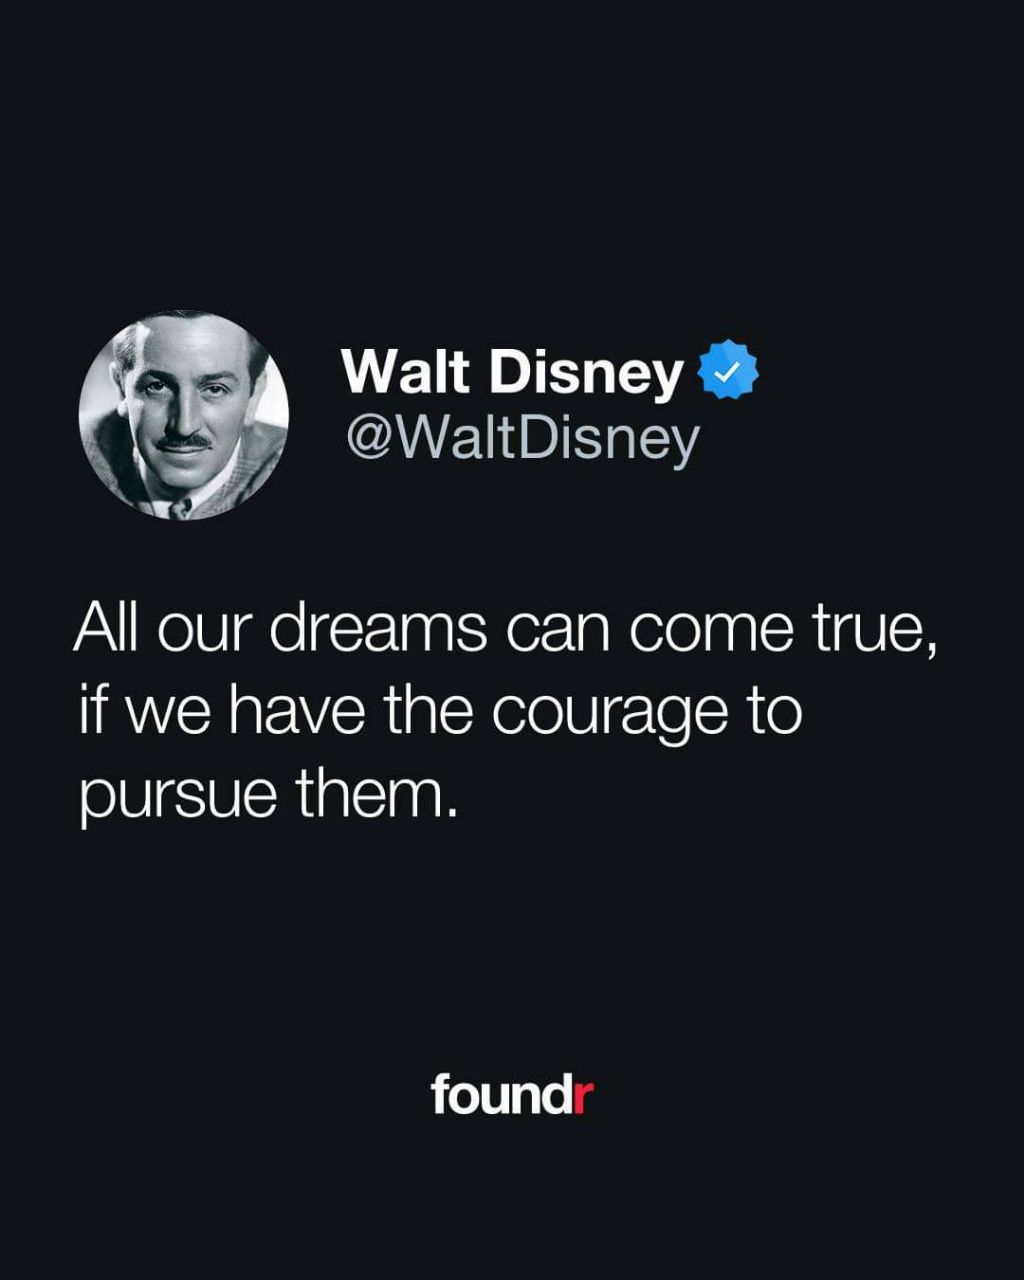 Walt Disney
@WaltDisney
All our dreams can come true,
if we have the courage to
pursue them.
foundr